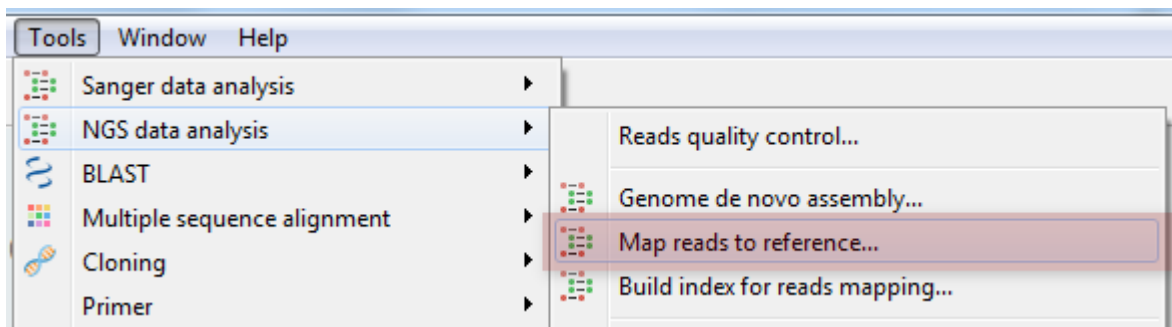 Tools Window Help
Sanger data analysis
NGS data analysis
BLAST
Multiple sequence alignment
Cloning
Primer
Reads quality control...
Genome de novo assembly...
Map reads to reference...
Build index for reads mapping...